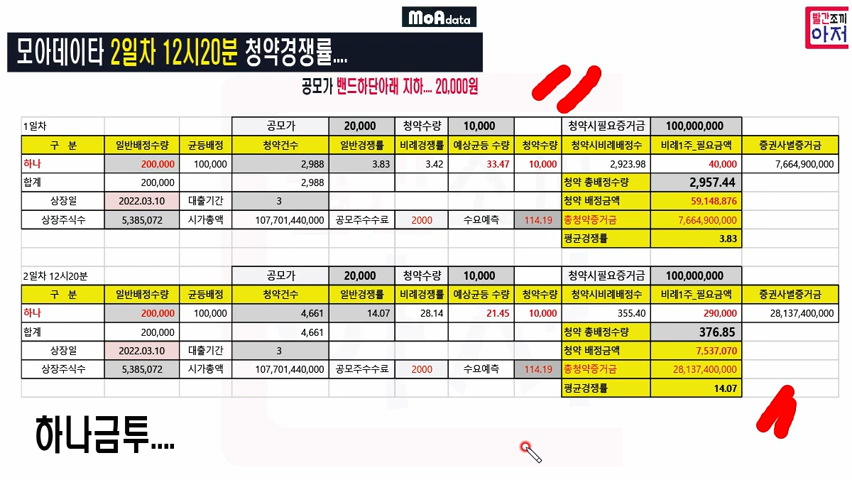 MOAdata
빨간조끼
아저
모아데이타 2일차 12시20분 청약경쟁률....
공모가 밴드하단아래 지하.... 20,000원
1일차 공모가 20,000 청약수량 10,000 청약시필요증거금 100,000,000
구 분 일반배정수량 균등배정 청약건수 일반경쟁률 비례경쟁률 예상균등 수량 청약수량 청약시비례배정수 비례1주_필요금액 증권사별증거금
하나 200,000 100,000 2,988 3.83 3.42 33.47 10,000 2,923.98 40,000 7,664,900,000
합계 200,000 2,988 청약 총배정수량 2,957.44
상장일 2022.03.10 대출기간 3 청약 배정금액 59,148,876
상장주식수 5,385,072 시가총액 107,701,440,000 공모주수수료 2000 수요예측 114.19 총청약증거금 7,664,900,000
평균경쟁률 3.83
2일차 12시20분 공모가 20,000 청약수량 10,000 청약시필요증거금 100,000,000
구 분 일반배정수량 균등배정 청약건수 일반경쟁률 비례경쟁률 예상균등 수량 청약수량 청약시비례배정수 비례1주_필요금액 증권사별증거금
하나 200,000 100,000 4,661 14.07 28.14 21.45 10,000 355.40 290,000 28,137,400,000
합계 200,000 4,661 청약 총배정수량 376.85
상장일 2022.03.10 대출기간 3 청약 배정금액 7,537,070
상장주식수 5,385,072 시가총액 107,701,440,000 공모주수수료 2000 수요예측 114.19 총청약증거금 28,137,400,000
평균경쟁률 14.07
하나금투....